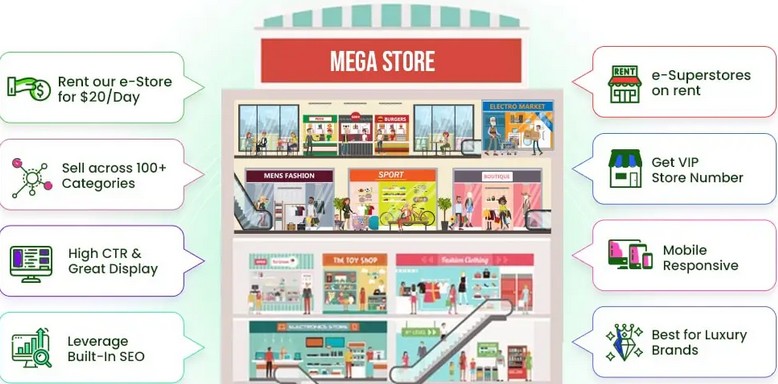 MEGA STORE
Rent our e-Store
for $20/Day
Sell across 100+
Categories
High CTR &
Great Display
Leverage
Built-In SEO
BURGERS
ELECTRO MARKET
MENS FASHION
SPORT
BOUTIQUE
THE TOY SHOP
Fashion Clothing
ELECTRONICS STORE
RENT
e-Superstores
on rent
Get VIP
Store Number
Mobile
Responsive
Best for Luxury
Brands